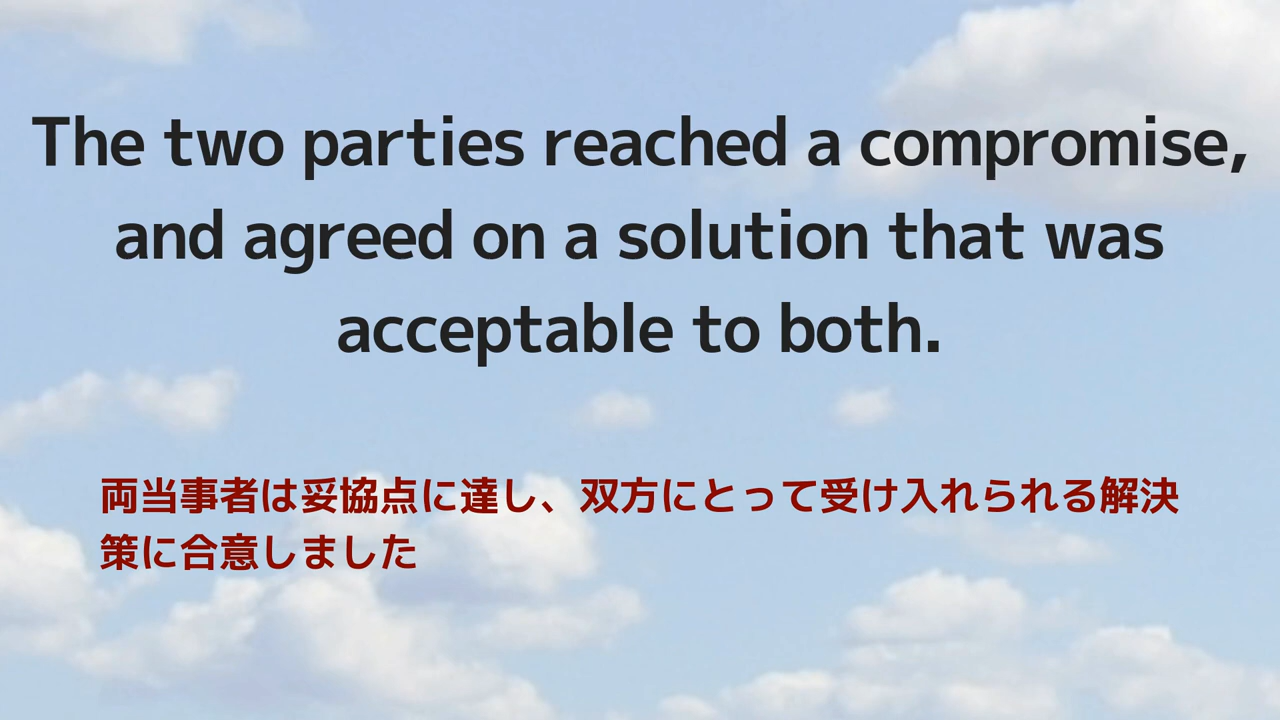 The two parties reached a compromise,
and agreed on a solution that was
acceptable to both.
両当事者は妥協点に達し、双方にとって受け入れられる解決
策に合意しました